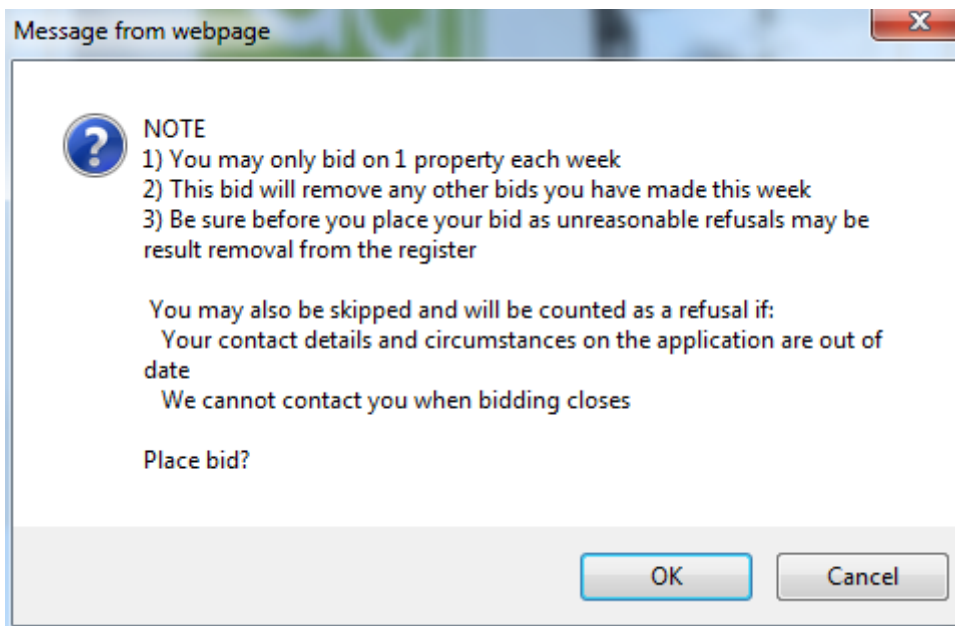 Message from webpage
NOTE
1) You may only bid on 1 property each week
2) This bid will remove any other bids you have made this week
3) Be sure before you place your bid as unreasonable refusals may be
result removal from the register
You may also be skipped and will be counted as a refusal if:
Your contact details and circumstances on the application are out of
date
We cannot contact you when bidding closes
Place bid?
OK
Cancel